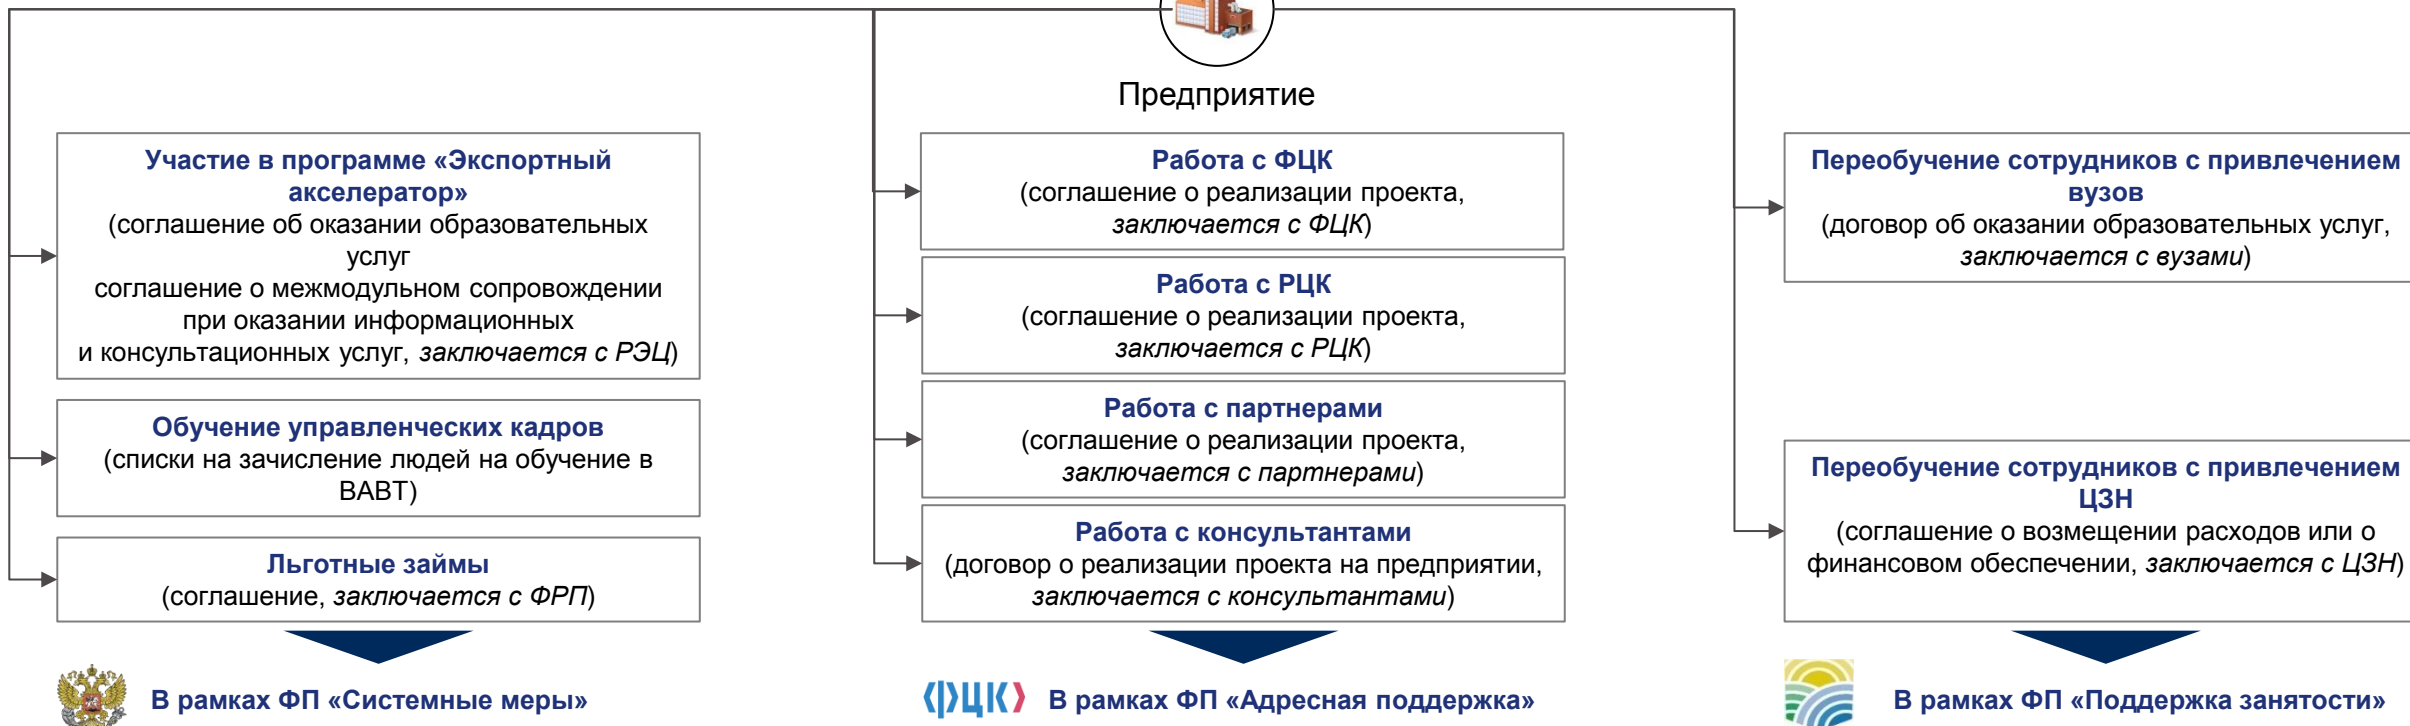 Предприятие
Участие в программе «Экспортный
акселератор»
(соглашение об оказании образовательных
услуг
соглашение о межмодульном сопровождении
при оказании информационных
и консультационных услуг, заключается с РЭЦ)
Обучение управленческих кадров
(списки на зачисление людей на обучение в
ВАВТ)
Льготные займы
(соглашение, заключается с ФРП)
В рамках ФП «Системные меры»
Работа с ФЦК
(соглашение о реализации проекта,
заключается с ФЦК)
Работа с РЦК
(соглашение о реализации проекта,
заключается с РЦК)
Работа с партнерами
(соглашение о реализации проекта,
заключается с партнерами)
Работа с консультантами
(договор о реализации проекта на предприятии,
заключается с консультантами)
ФЦК
В рамках ФП «Адресная поддержка»
Переобучение сотрудников с привлечением
вузов
(договор об оказании образовательных услуг,
заключается с вузами)
Переобучение сотрудников с привлечением
ЦЗН
(соглашение о возмещении расходов или о
финансовом обеспечении, заключается с ЦЗН)
В рамках ФП «Поддержка занятости»